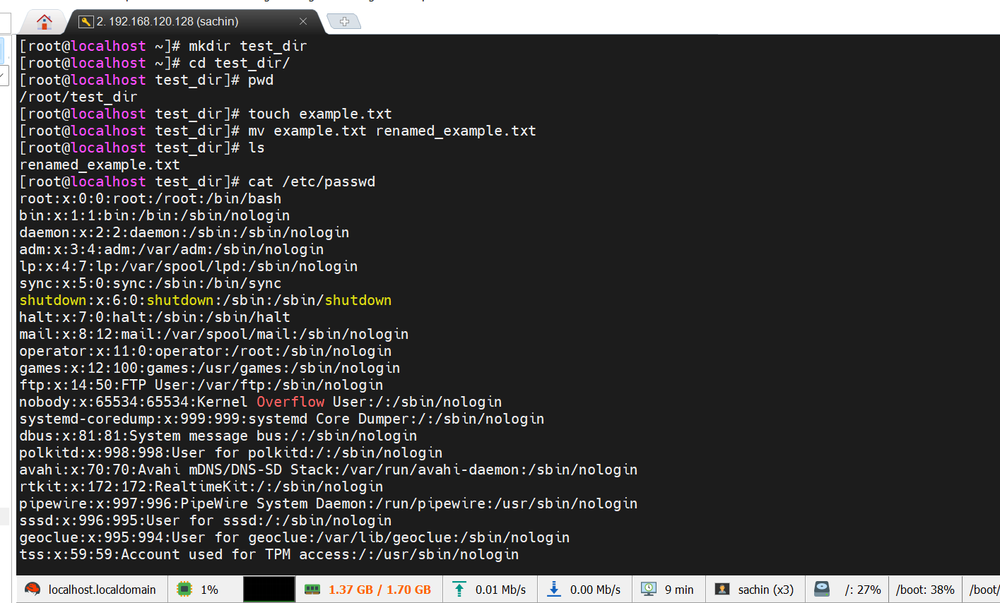 2. 192.168.120.128 (sachin)
[root@localhost ~]# mkdir test_dir
[root@localhost ~]# cd test_dir/
[root@localhost test_dir]# pwd
/root/test_dir
[root@localhost test_dir]# touch example.txt
[root@localhost test_dir]# mv example.txt renamed_example.txt
[root@localhost test_dir]# ls
renamed_example.txt
[root@localhost test_dir]# cat /etc/passwd
root:x:0:0:root:/root:/bin/bash
bin:x:1:1:bin:/bin:/sbin/nologin
daemon:x:2:2:daemon:/sbin:/sbin/nologin
adm:x:3:4:adm:/var/adm:/sbin/nologin
lp:x:4:7:lp:/var/spool/lpd:/sbin/nologin
sync:x:5:0:sync:/sbin:/bin/sync
shutdown:x:6:0:shutdown:/sbin:/sbin/shutdown
halt:x:7:0:halt:/sbin:/sbin/halt
mail:x:8:12:mail:/var/spool/mail:/sbin/nologin
operator:x:11:0:operator:/root:/sbin/nologin
games:x:12:100:games:/usr/games:/sbin/nologin
ftp:x:14:50:FTP User:/var/ftp:/sbin/nologin
nobody:x:65534:65534:Kernel Overflow User:/:/sbin/nologin
systemd-coredump:x:999:999:systemd Core Dumper:/:/sbin/nologin
dbus:x:81:81:System message bus:/:/sbin/nologin
polkitd:x:998:998:User for polkitd:/:/sbin/nologin
avahi:x:70:70:Avahi mDNS/DNS-SD Stack:/var/run/avahi-daemon:/sbin/nologin
rtkit:x:172:172:RealtimeKit:/:/sbin/nologin
pipewire:x:997:996:PipeWire System Daemon:/run/pipewire:/usr/sbin/nologin
sssd:x:996:995:User for sssd:/:/sbin/nologin
geoclue:x:995:994:User for geoclue:/var/lib/geoclue:/sbin/nologin
tss:x:59:59:Account used for TPM access:/:/usr/sbin/nologin
localhost.localdomain 1% 1.37 GB / 1.70 GB 0.01 Mb/s 0.00 Mb/s 9 min sachin (x3) /: 27% /boot: 38% /boot/